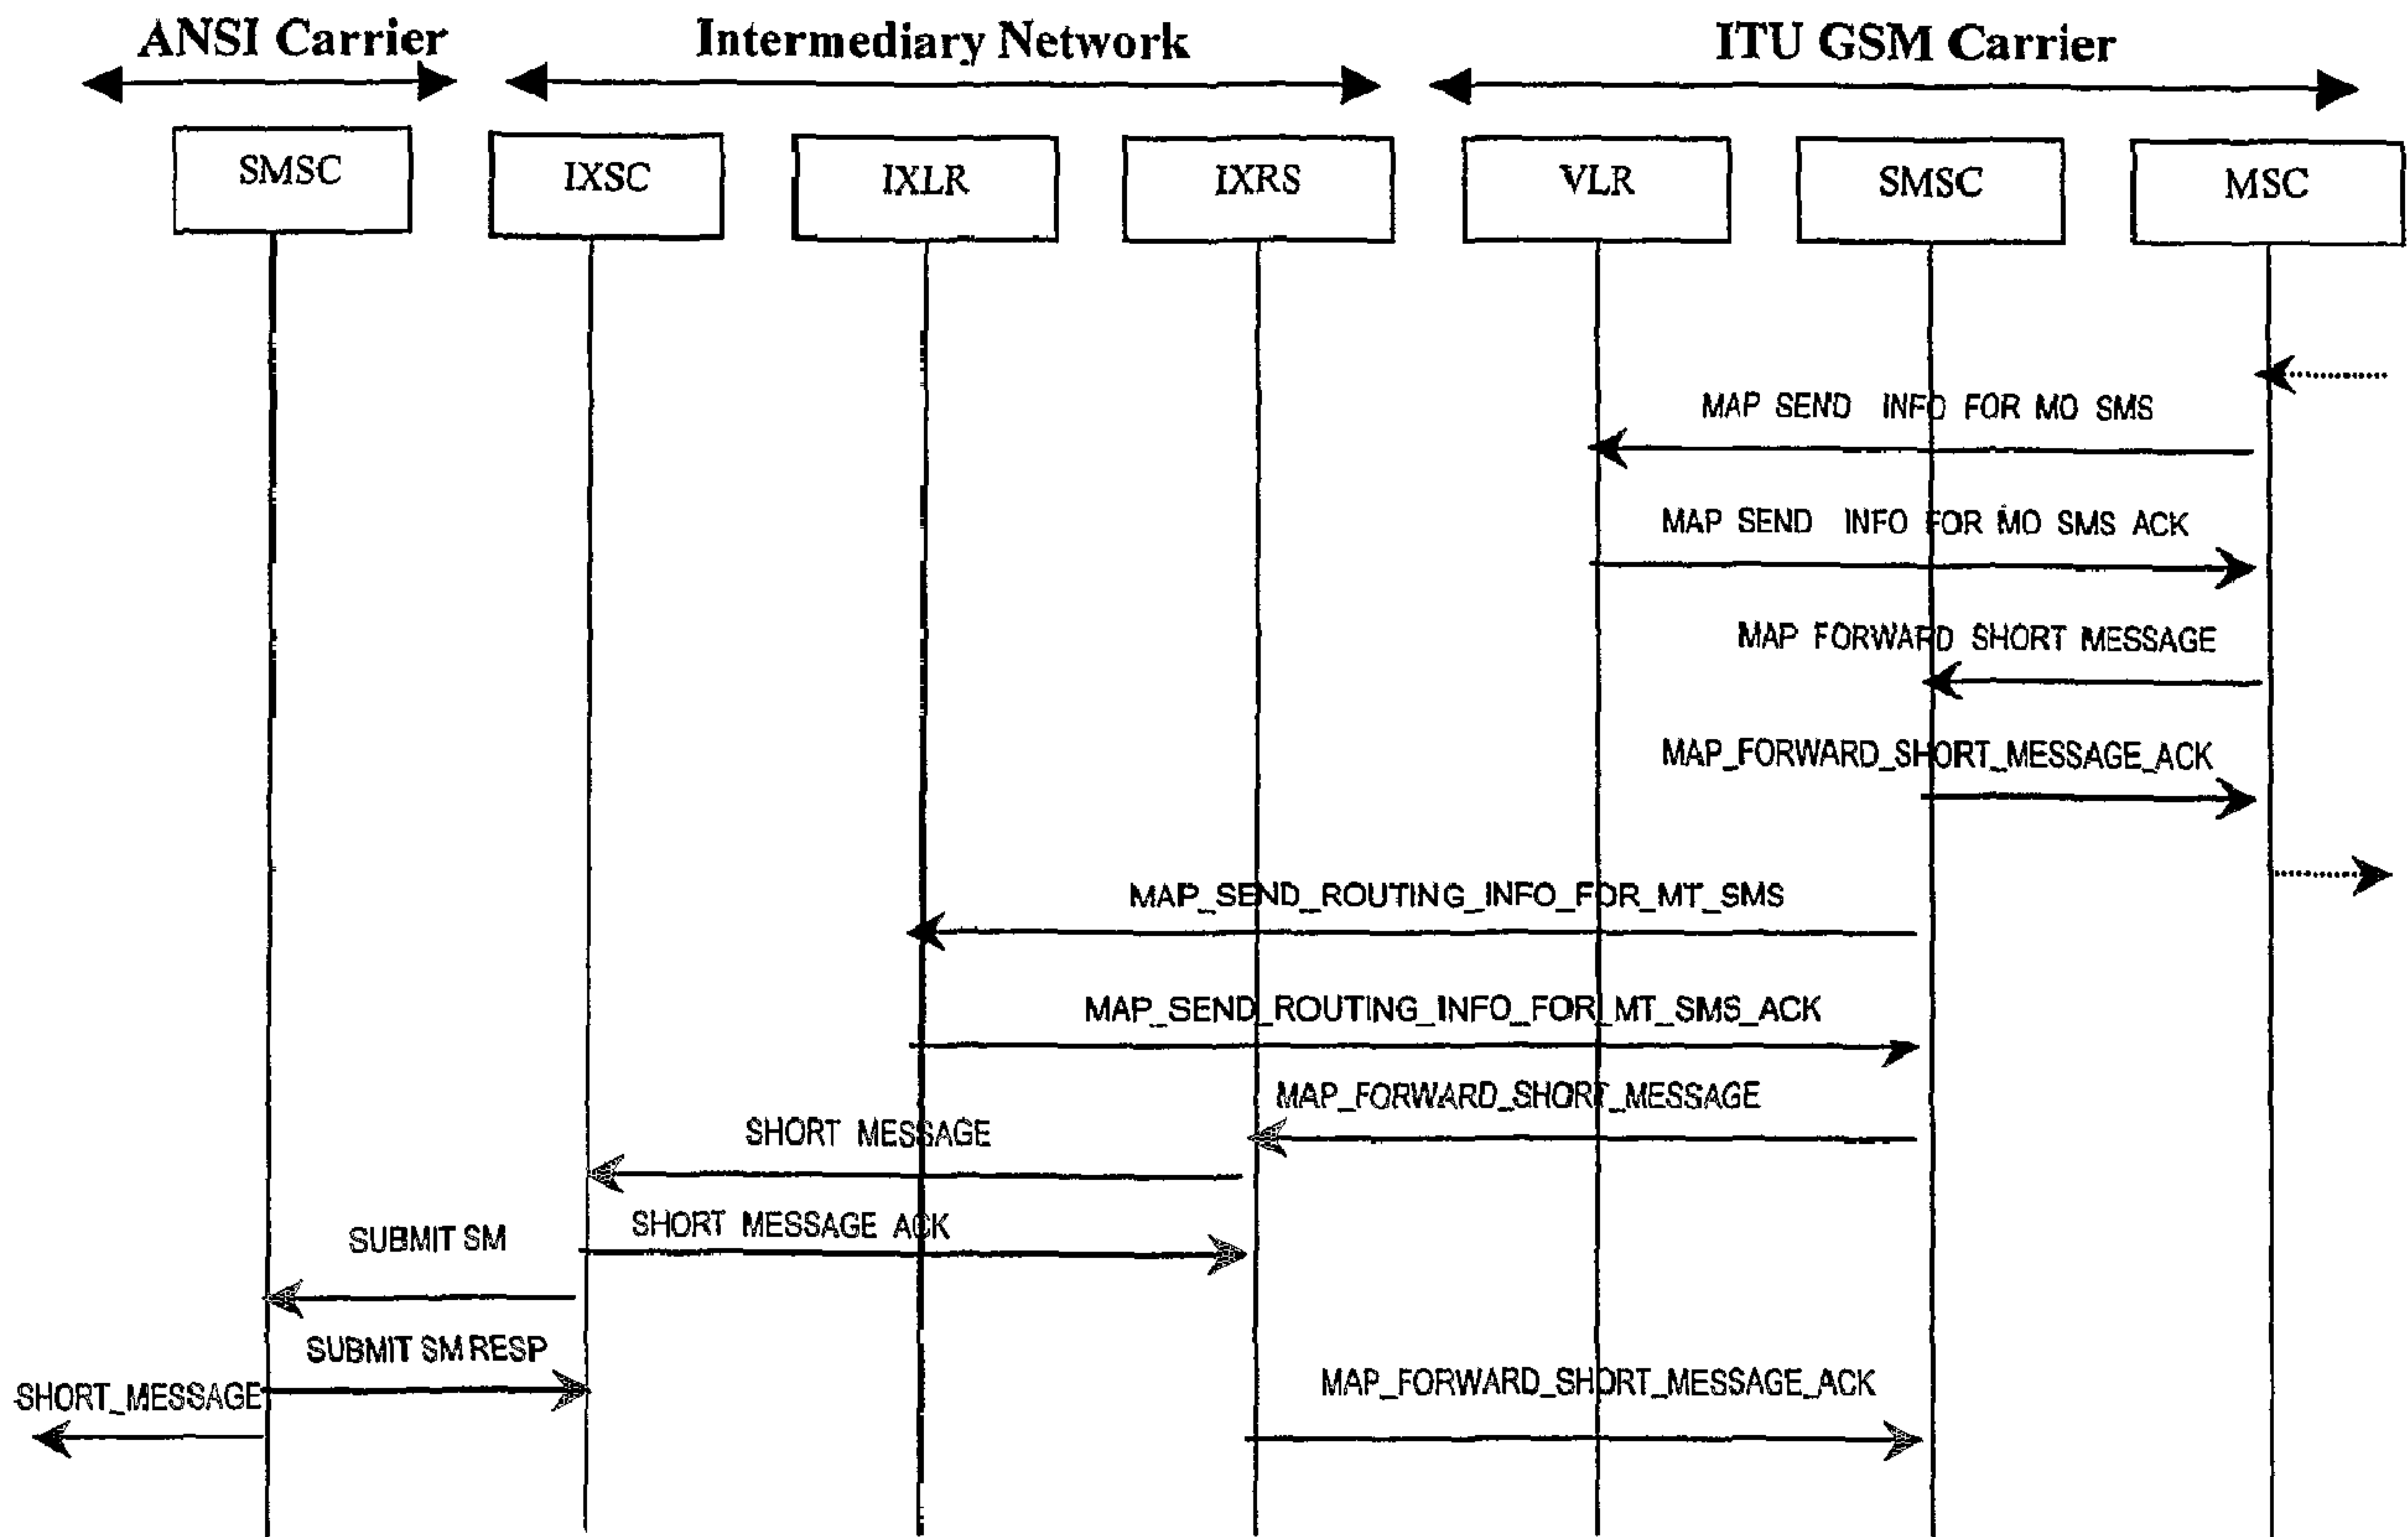 ANSI Carrier Intermediary Network ITU GSM Carrier
SMSC IXSC IXLR IXRS VLR SMSC MSC
MAP SEND INFO FOR MO SMS
MAP SEND INFO FOR MO SMS ACK
MAP FORWARD SHORT MESSAGE
MAP_FORWARD_SHORT_MESSAGE_ACK
MAP_SEND_ROUTING_INFO_FOR_MT_SMS
MAP_SEND_ROUTING_INFO_FOR_MT_SMS_ACK
MAP_FORWARD_SHORT_MESSAGE
SHORT MESSAGE
SHORT MESSAGE ACK
SUBMIT SM
SUBMIT SM RESP
MAP_FORWARD_SHORT_MESSAGE_ACK
SHORT_MESSAGE